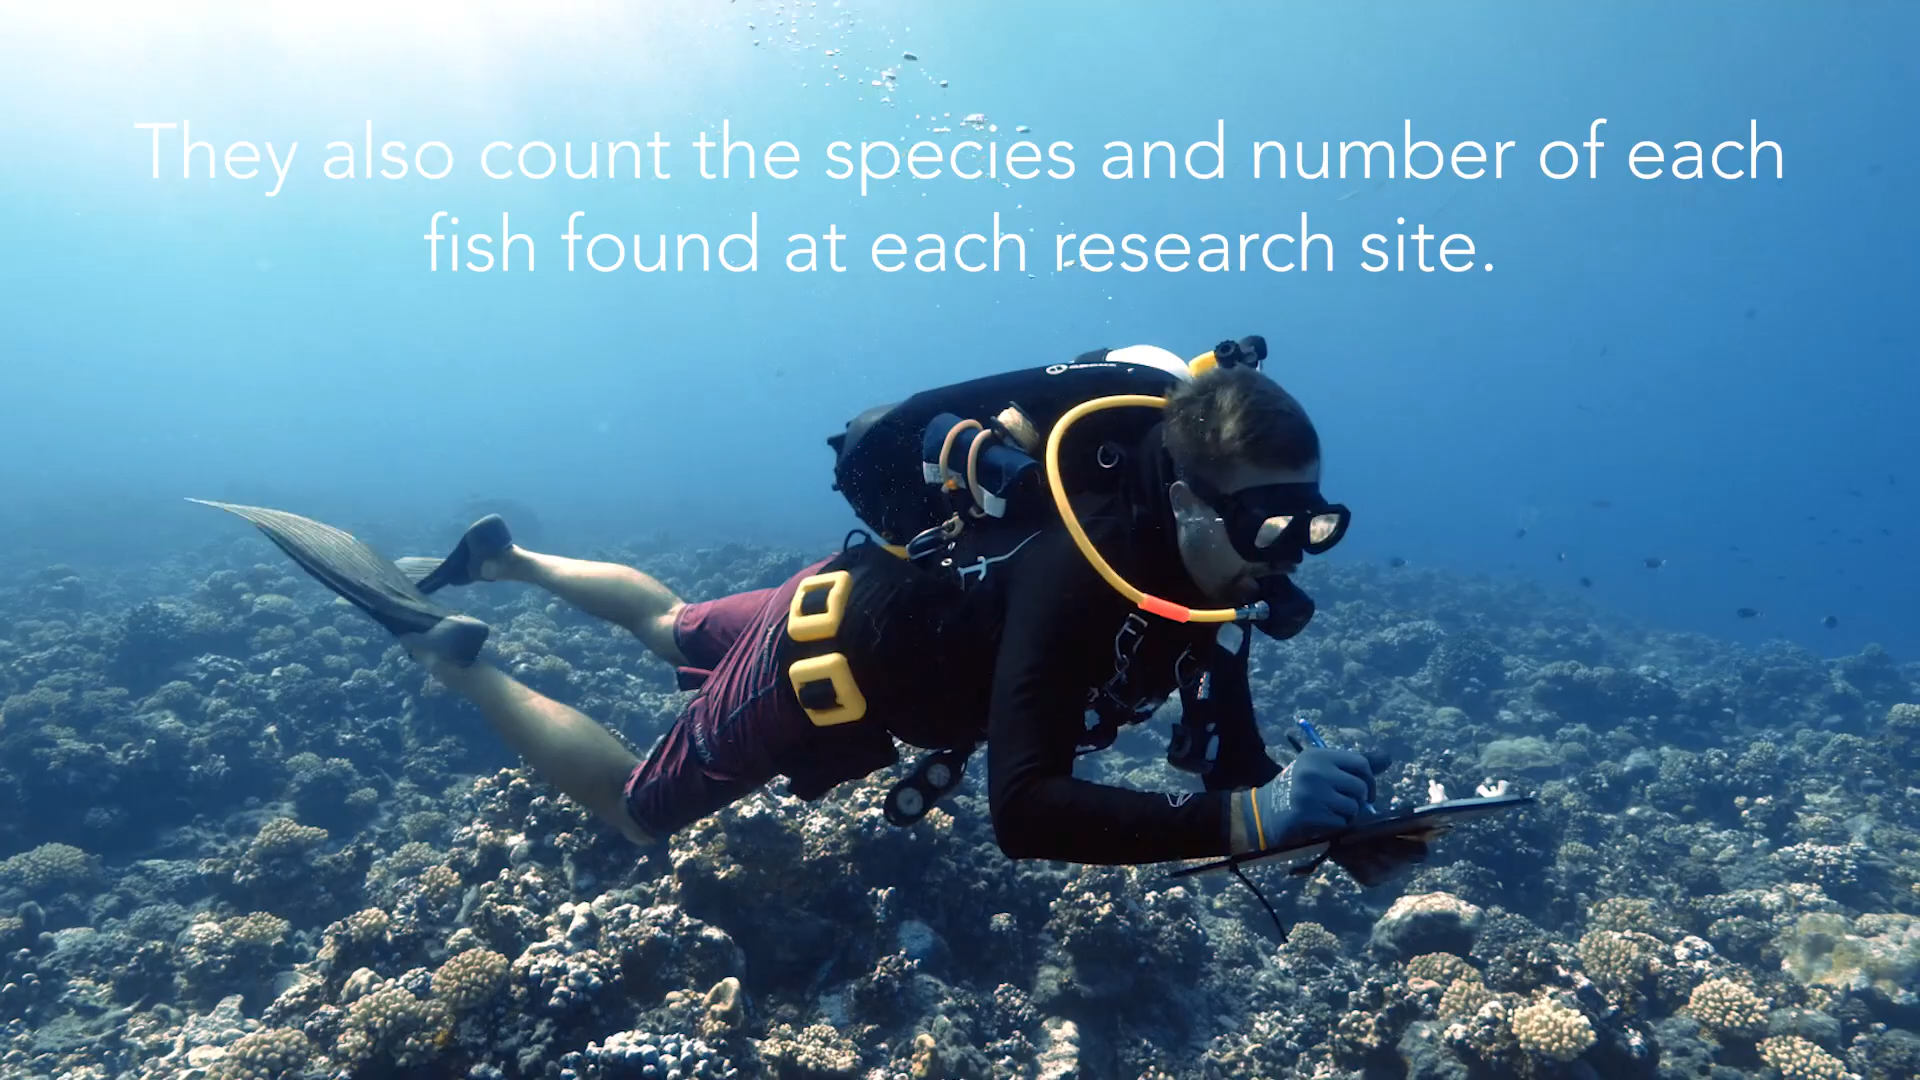 They also count the species and number of each
fish found at each research site.